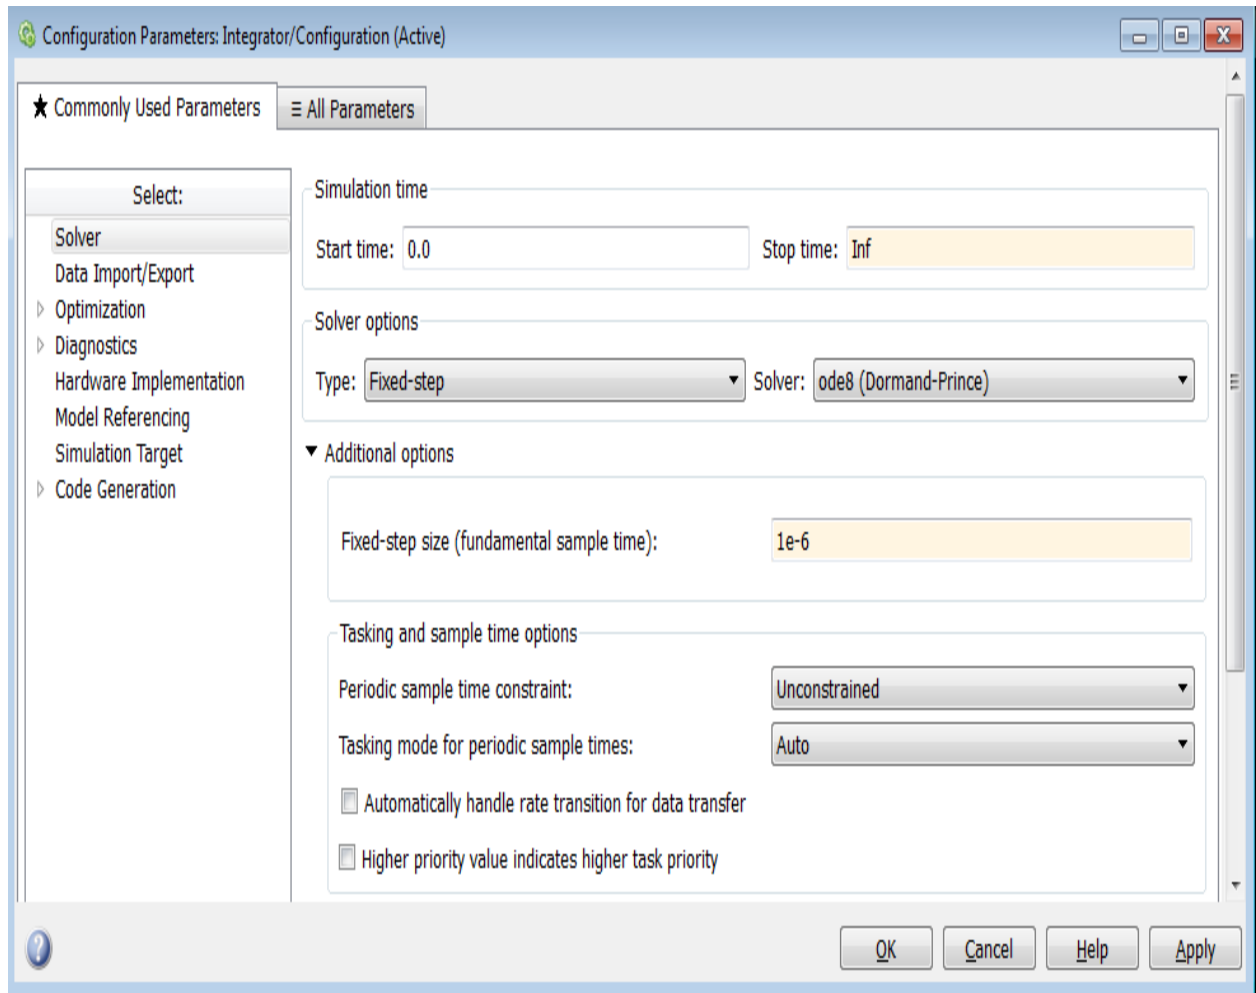 Configuration Parameters: Integrator/Configuration (Active)
★ Commonly Used Parameters
≡ All Parameters
Select:
Solver
Data Import/Export
Optimization
Diagnostics
Hardware Implementation
Model Referencing
Simulation Target
Code Generation
Simulation time
Start time: 0.0 Stop time: Inf
Solver options
Type: Fixed-step Solver: ode8 (Dormand-Prince)
Additional options
Fixed-step size (fundamental sample time): 1e-6
Tasking and sample time options
Periodic sample time constraint: Unconstrained
Tasking mode for periodic sample times: Auto
Automatically handle rate transition for data transfer
Higher priority value indicates higher task priority
OK Cancel Help Apply